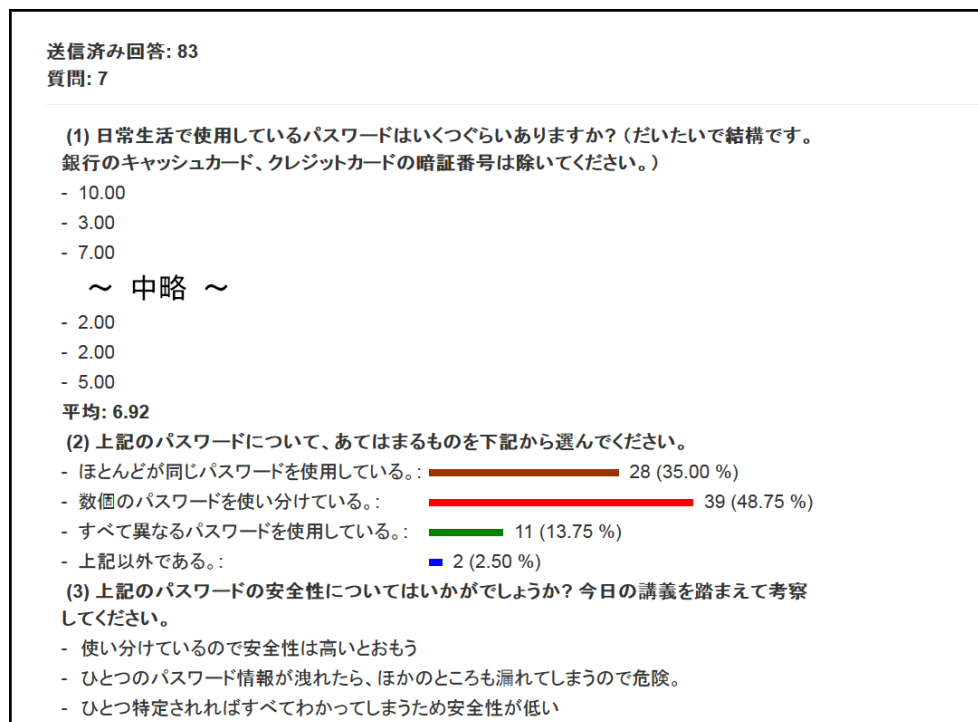 送信済み回答: 83
質問: 7
(1) 日常生活で使用しているパスワードはいくつぐらいありますか? (だいたいで結構です。
銀行のキャッシュカード、クレジットカードの暗証番号は除いてください。)
- 10.00
- 3.00
- 7.00
～ 中略 ～
- 2.00
- 2.00
- 5.00
平均: 6.92
(2) 上記のパスワードについて、あてはまるものを下記から選んでください。
- ほとんどが同じパスワードを使用している。: 28 (35.00 %)
- 数個のパスワードを使い分けている。: 39 (48.75 %)
- すべて異なるパスワードを使用している。: 11 (13.75 %)
- 上記以外である。: 2 (2.50 %)
(3) 上記のパスワードの安全性についてはいかがでしょうか? 今日の講義を踏まえて考察
してください。
- 使い分けているので安全性は高いとおもう
- ひとつのパスワード情報が洩れたら、ほかのところも漏れてしまうので危険。
- ひとつ特定されればすべてわかってしまうため安全性が低い